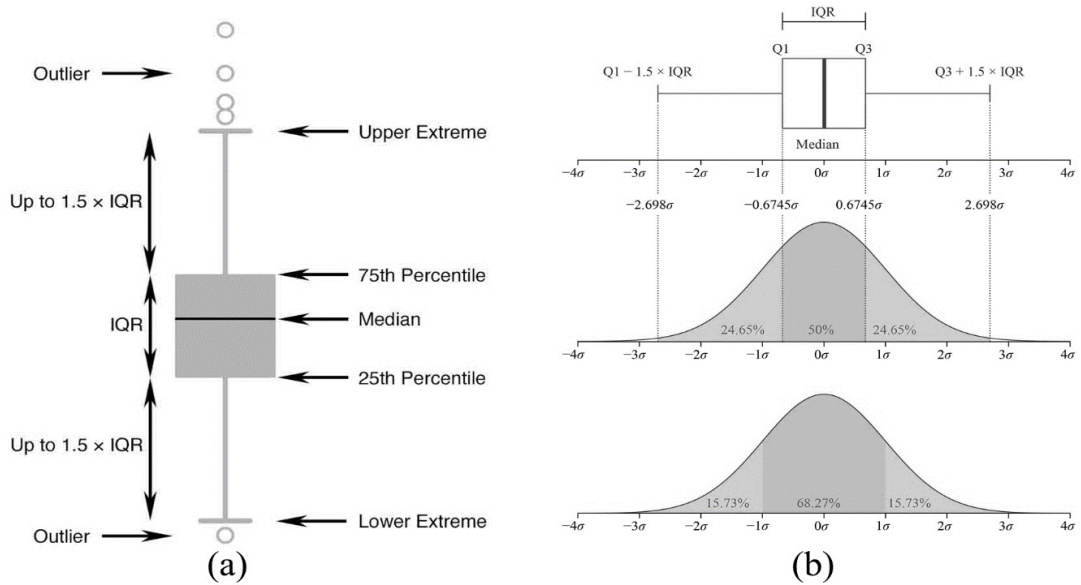 Outlier
Upper Extreme
Up to 1.5 × IQR
75th Percentile
IQR
Median
25th Percentile
Up to 1.5 × IQR
Lower Extreme
Outlier
(a)
IQR
Q1 Q3
Q1 − 1.5 × IQR Q3 + 1.5 × IQR
Median
−4σ −3σ −2σ −1σ 0σ 1σ 2σ 3σ 4σ
−2.698σ −0.6745σ 0.6745σ 2.698σ
24.65% 50% 24.65%
−4σ −3σ −2σ −1σ 0σ 1σ 2σ 3σ 4σ
15.73% 68.27% 15.73%
−4σ −3σ −2σ −1σ 0σ 1σ 2σ 3σ 4σ
(b)